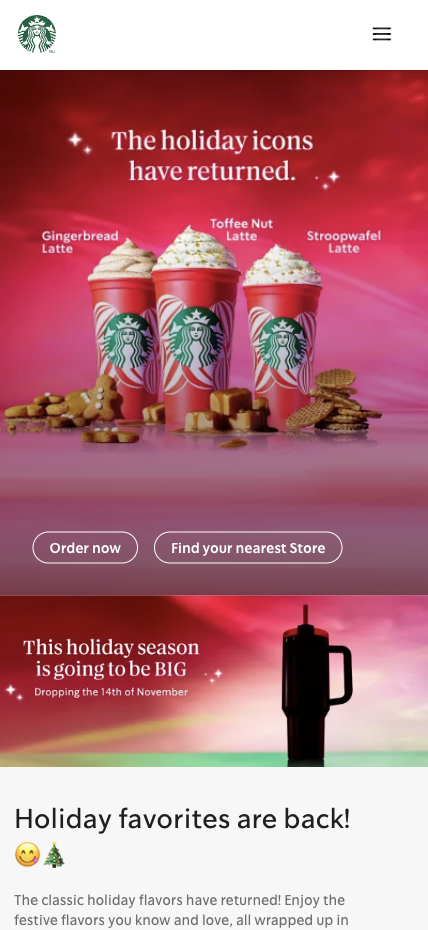 The holiday icons
have returned.
Gingerbread
Latte
Toffee Nut
Latte
Stroopwafel
Latte
Order now
Find your nearest Store
This holiday season
is going to be BIG
Dropping the 14th of November
Holiday favorites are back!
😋🎄
The classic holiday flavors have returned! Enjoy the
festive flavors you know and love, all wrapped up in